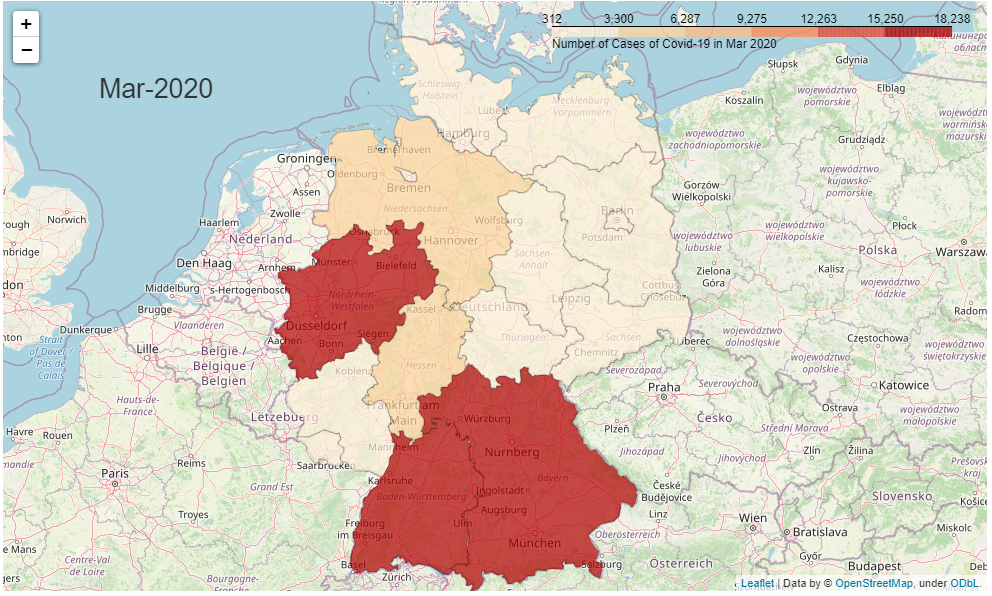 +
−
Mar-2020
312 3,300 6,287 9,275 12,263 15,250 18,238
Number of Cases of Covid-19 in Mar 2020
Gdynia
Słupsk
Elbląg
Koszalin
województwo
pomorskie
Schleswig-
Holstein
Lübeck
Mecklenburg-
Vorpommern
Hamburg
województwo
zachodniopomorskie
Grudziądz
województwo
warmińsko-
mazurskie
Bremerhaven
Groningen
Oldenburg
Bremen
Assen
województwo
kujawsko-
pomorskie
Gorzów
Wielkopolski
Norwich
Haarlem
Zwolle
Niedersachsen
Wolfsburg
Berlin
Potsdam
Płock
Nederland
Osnabrück
Hannover
województwo
lubuskie
województwo
wielkopolskie
Polska
Warszawa
Den Haag
Arnhem
Münster
Bielefeld
Sachsen-
Anhalt
Zielona
Góra
Kalisz
województwo
łódzkie
Middelburg
's-Hertogenbosch
Nordrhein-
Westfalen
Cottbus -
Chóśebuz
Leipzig
Brugge
Kassel
Deutschland
Radom
Dunkerque
Vlaanderen
Düsseldorf
Siegen
Thüringen
Sachsen
Liberec
województwo
dolnośląskie
Częstochowa
Strait
of Dover /
Pas de
Calais
Lille
België /
Belgique /
Belgien
Aachen
Bonn
Chemnitz
województwo
opolskie
województwo
świętokrzyskie
Koblenz
Hessen
Severozápad
Severovýchod
Praha
Katowice
Hauts-de-
France
Lëtzebuerg
Frankfurt am
Main
Würzburg
Česko
Ostrava
województwo
małopolskie
Havre
Rouen
Plzeň
Střední Morava
Mannheim
Nürnberg
Jihozápad
Jihovýchod
Zlín
Žilina
Reims
Saarbrücken
Paris
Karlsruhe
Grand Est
Baden-Württemberg
Ingolstadt
Bayern
České
Budějovice
Slovensko
Košice
Troyes
Augsburg
Linz
Freiburg
im Breisgau
Ulm
Wien
Bratislava
Miskolc
München
Oberösterreich
Centre-Val
de Loire
Basel
Salzburg
Győr
Zürich
Österreich
Budapest
Bourgogne-
Leaflet | Data by © OpenStreetMap, under ODbL.